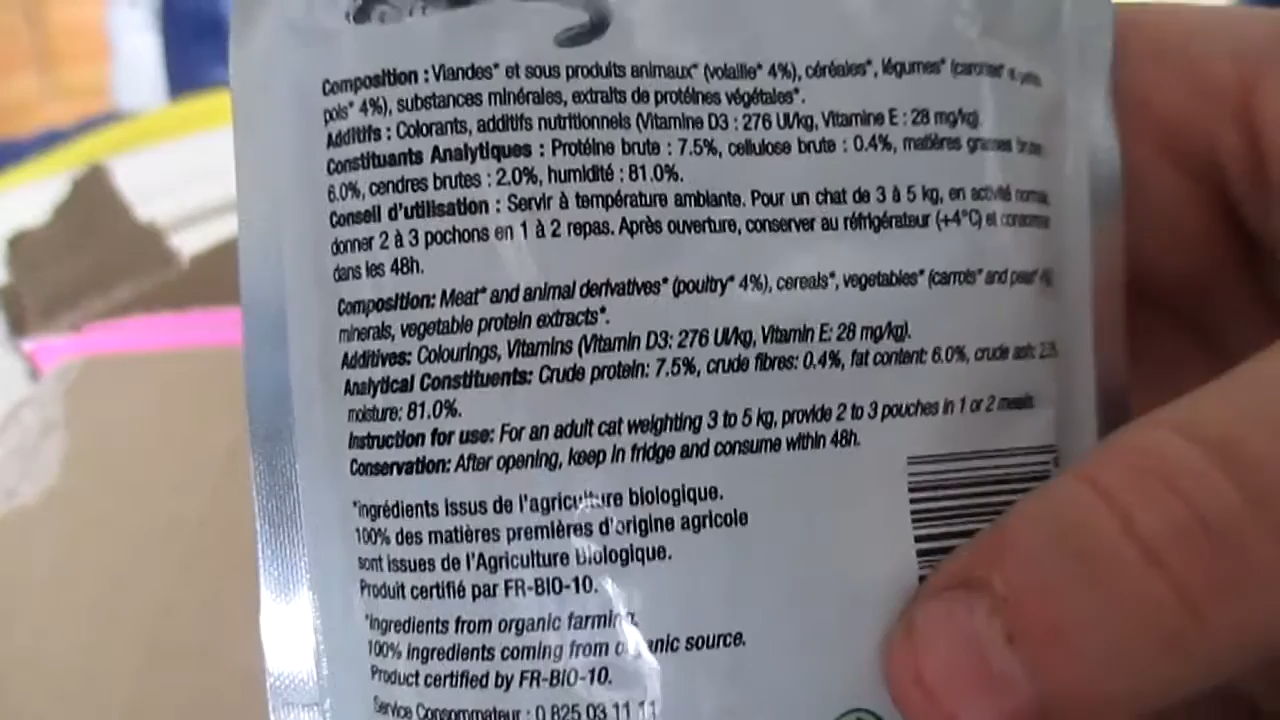 Composition : Viandes* et sous produits animaux* (volaille* 4%), céréales*, légumes* (carottes* et petits
pois* 4%), substances minérales, extraits de protéines végétales*.
Additifs : Colorants, additifs nutritionnels (Vitamine D3 : 276 UI/kg, Vitamine E : 28 mg/kg).
Constituants Analytiques : Protéine brute : 7.5%, cellulose brute : 0.4%, matières grasses brutes
6.0%, cendres brutes : 2.0%, humidité : 81.0%.
Conseil d'utilisation : Servir à température ambiante. Pour un chat de 3 à 5 kg, en activité normale,
donner 2 à 3 pochons en 1 à 2 repas. Après ouverture, conserver au réfrigérateur (+4°C) et consommer
dans les 48h.
Composition: Meat* and animal derivatives* (poultry* 4%), cereals*, vegetables* (carrots* and peas* 4%
minerals, vegetable protein extracts*.
Additives: Colourings, Vitamins (Vitamin D3: 276 UI/kg, Vitamin E: 28 mg/kg).
Analytical Constituents: Crude protein: 7.5%, crude fibres: 0.4%, fat content: 6.0%, crude ash:
moisture: 81.0%.
Instruction for use: For an adult cat weighting 3 to 5 kg, provide 2 to 3 pouches in 1 or 2 meals.
Conservation: After opening, keep in fridge and consume within 48h.
*ingrédients issus de l'agriculture biologique.
100% des matières premières d'origine agricole
sont issues de l'Agriculture Biologique.
Produit certifié par FR-BIO-10.
*ingredients from organic farming.
100% ingredients coming from organic source.
Product certified by FR-BIO-10.
Service Consommateur : 0 825 03 11 11